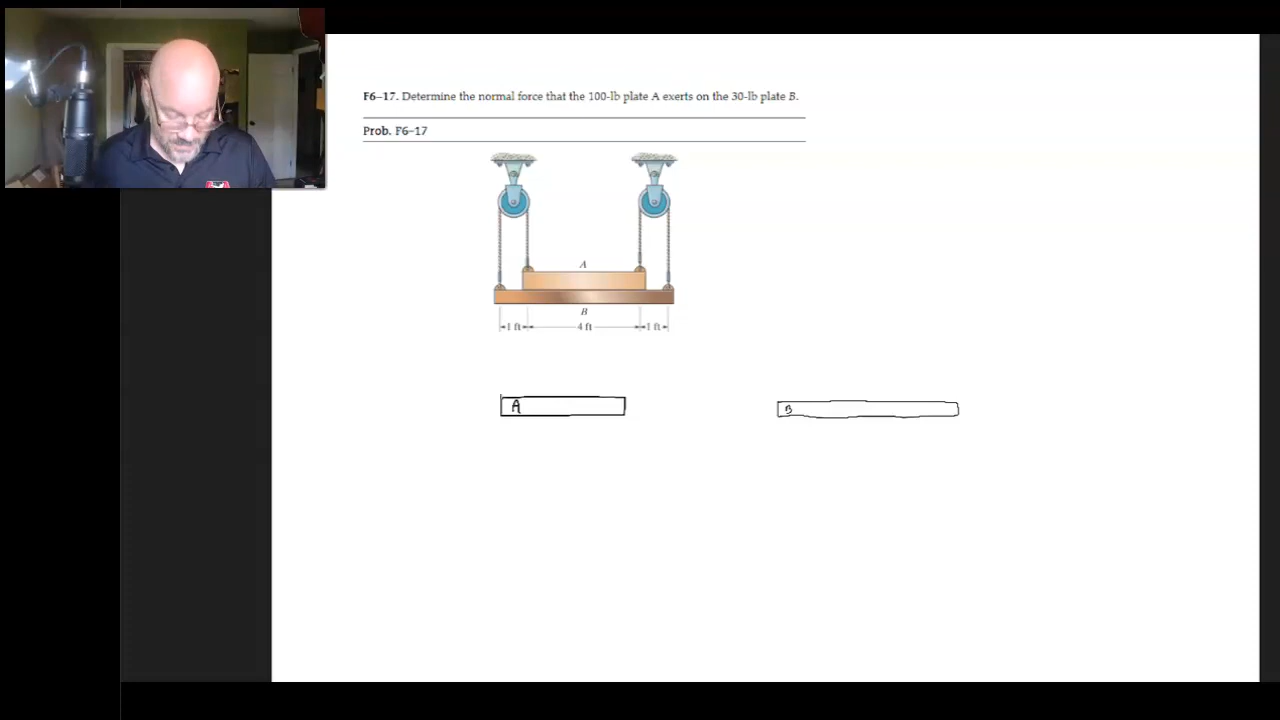 F6–17. Determine the normal force that the 100-lb plate A exerts on the 30-lb plate B.
Prob. F6–17
A
B
1 ft
4 ft
1 ft
A
B